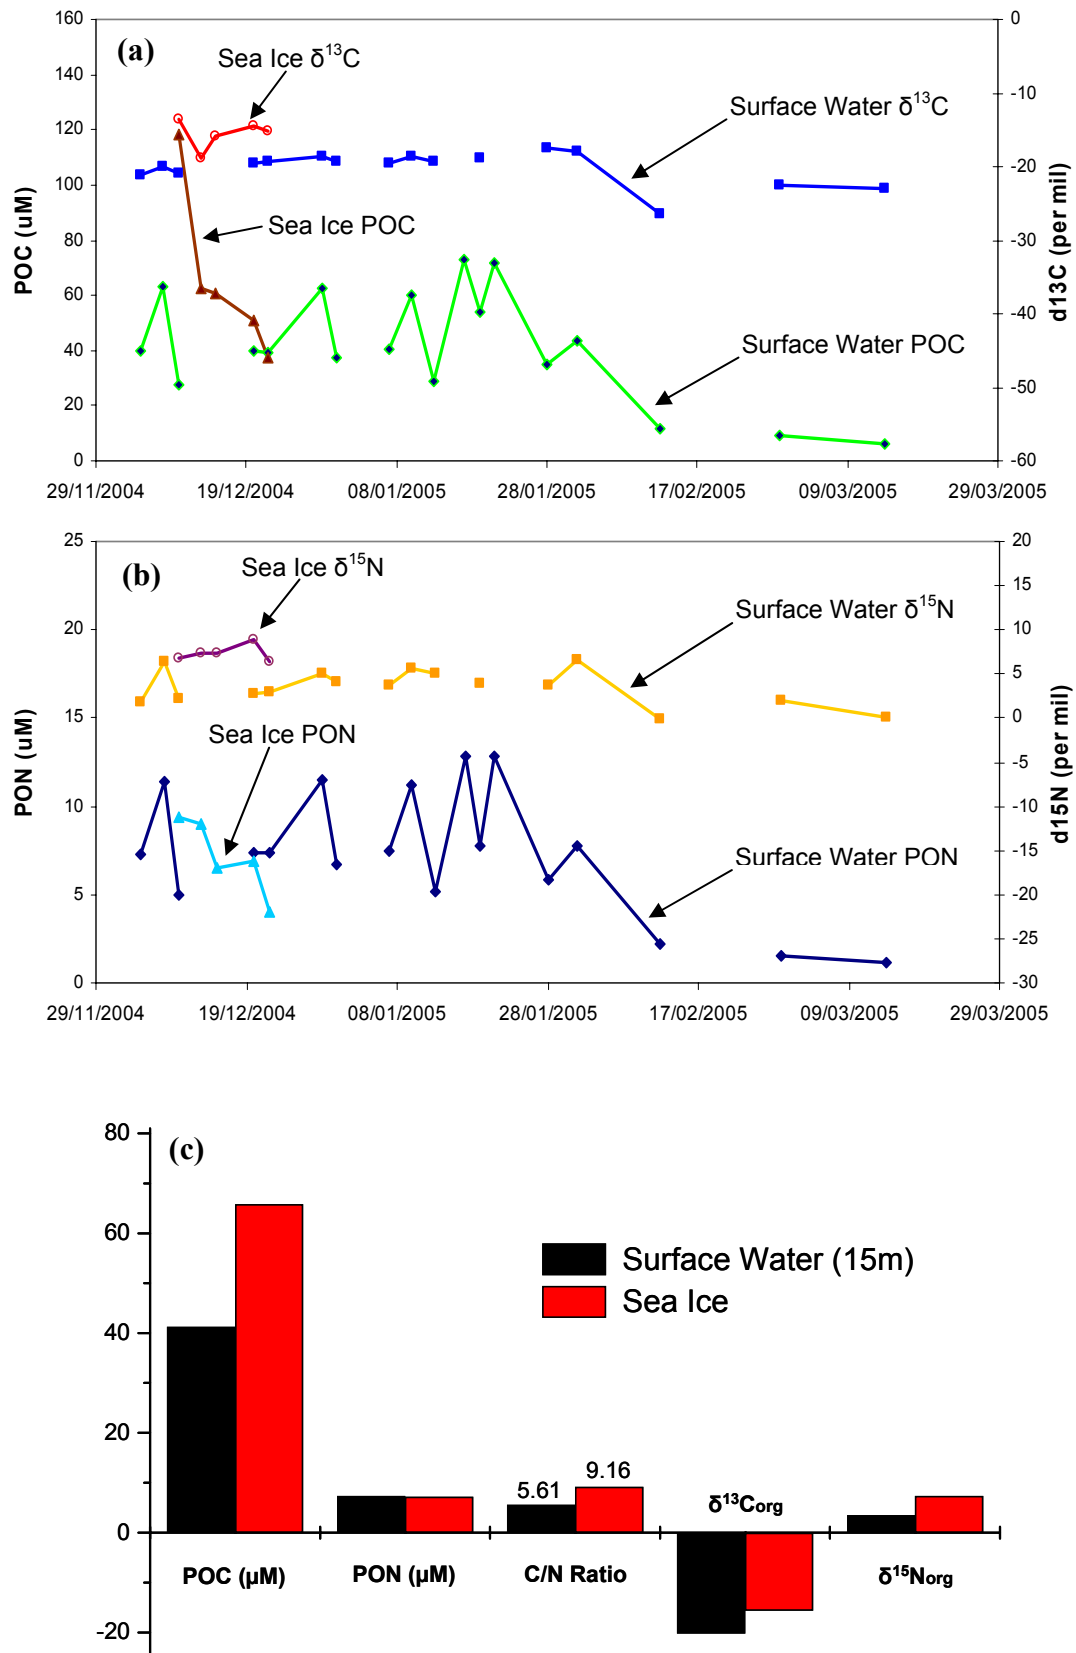 160
140
120
100
80
60
40
20
0
POC (uM)
(a)
Sea Ice δ13C
Surface Water δ13C
Sea Ice POC
Surface Water POC
0
-10
-20
-30
-40
-50
-60
d13C (per mil)
29/11/2004 19/12/2004 08/01/2005 28/01/2005 17/02/2005 09/03/2005 29/03/2005
25
20
15
10
5
0
PON (uM)
(b)
Sea Ice δ15N
Surface Water δ15N
Sea Ice PON
Surface Water PON
20
15
10
5
0
-5
-10
-15
-20
-25
-30
d15N (per mil)
29/11/2004 19/12/2004 08/01/2005 28/01/2005 17/02/2005 09/03/2005 29/03/2005
80
60
40
20
0
-20
(c)
Surface Water (15m)
Sea Ice
5.61
9.16
δ13Corg
POC (μM)
PON (μM)
C/N Ratio
δ15Norg